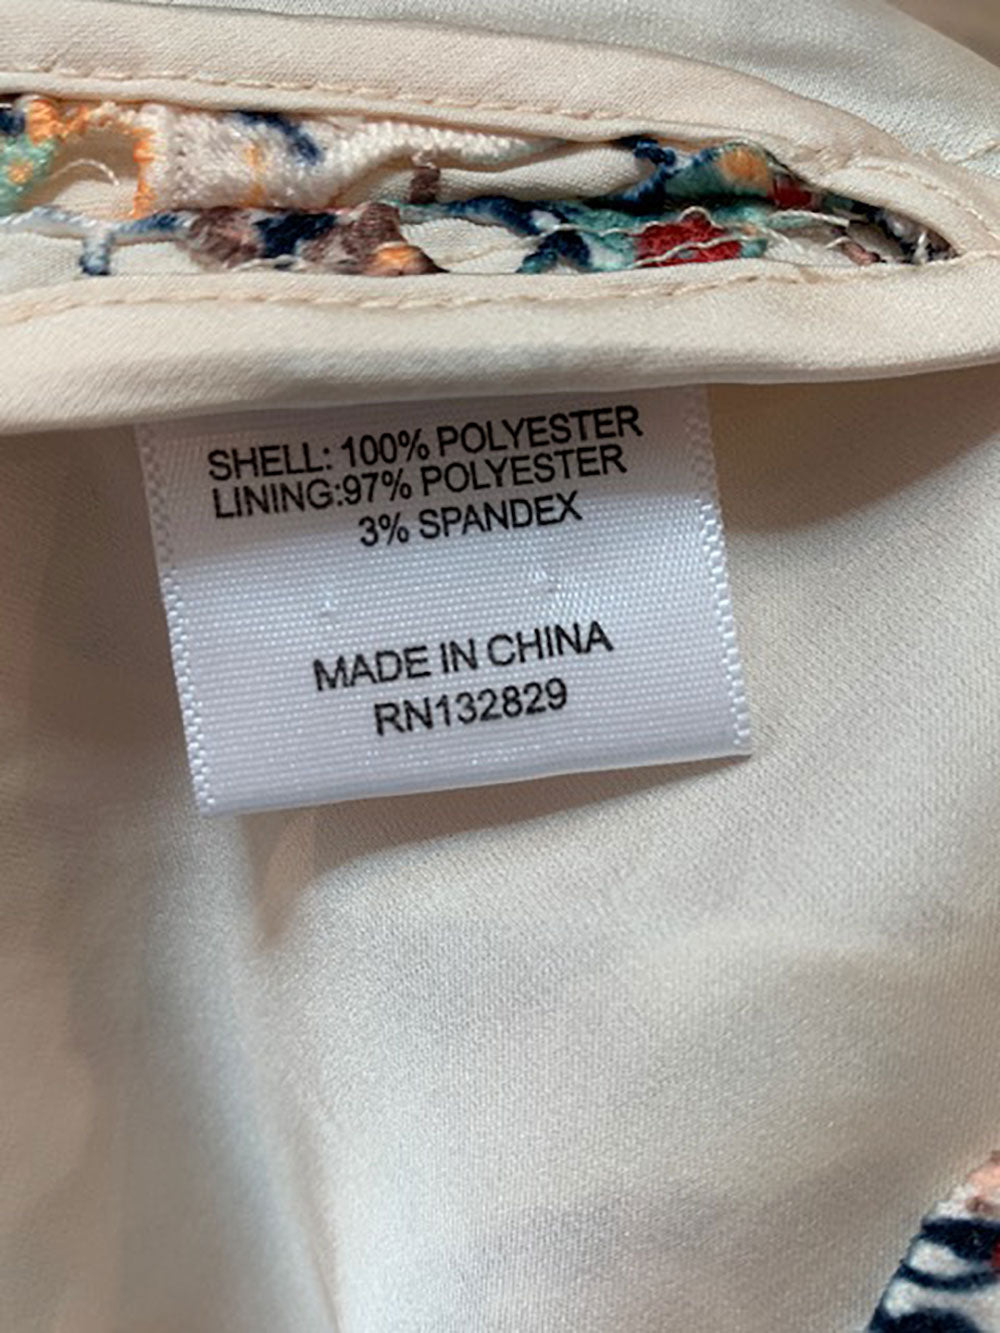 SHELL: 100% POLYESTER
LINING:97% POLYESTER
3% SPANDEX
MADE IN CHINA
RN132829